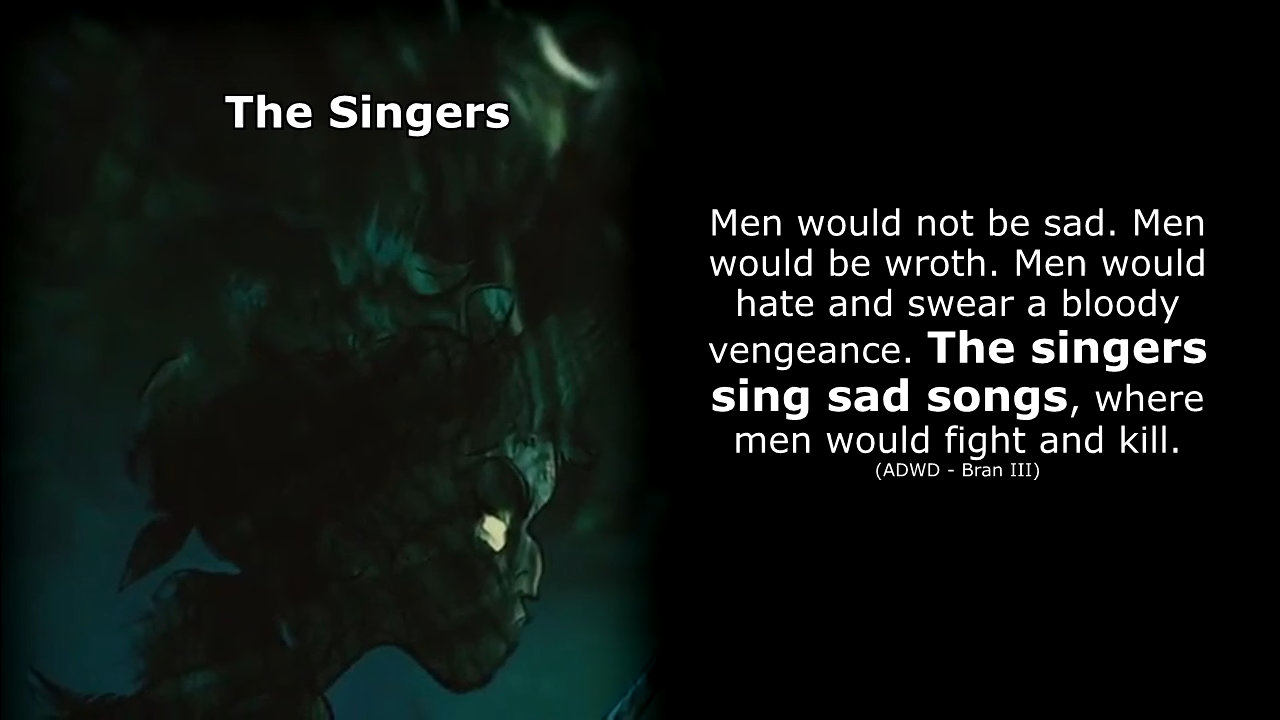 The Singers
Men would not be sad. Men
would be wroth. Men would
hate and swear a bloody
vengeance. The singers
sing sad songs, where
men would fight and kill.
(ADWD - Bran III)